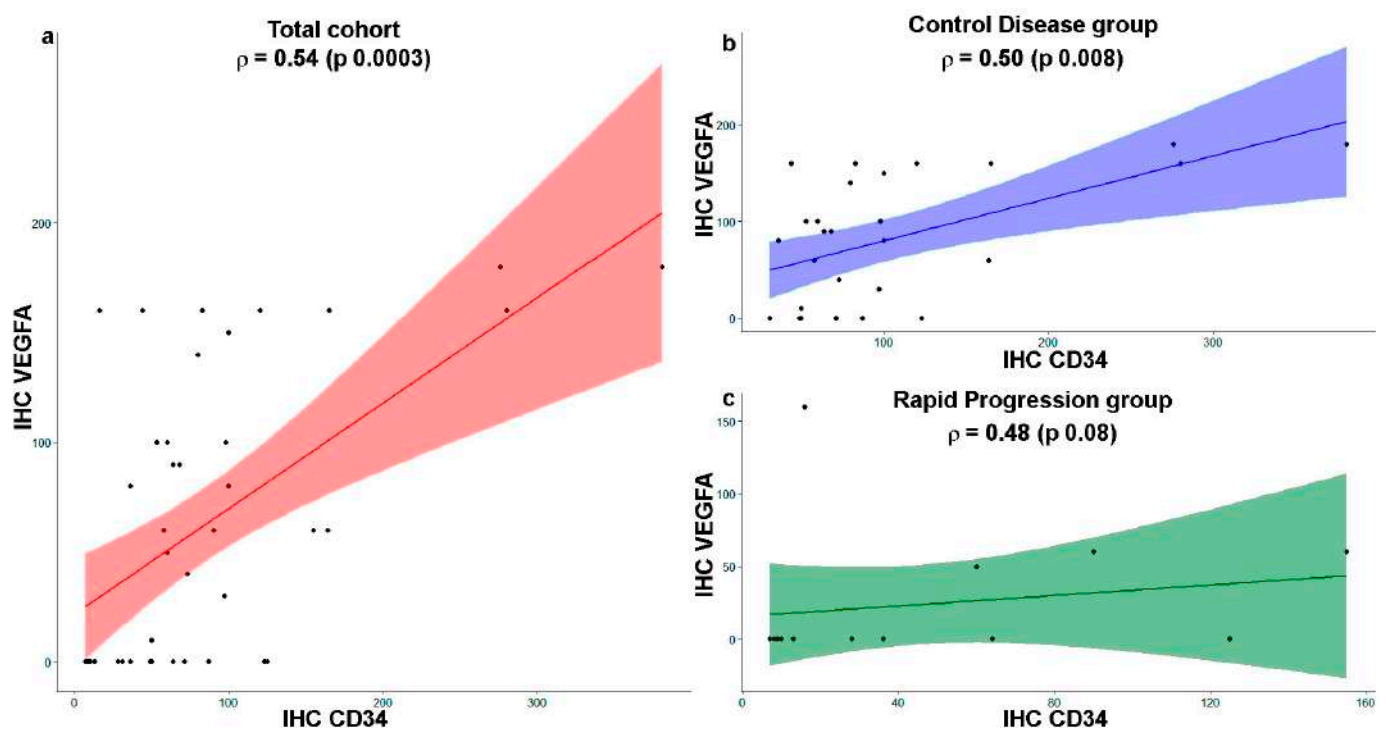 a
Total cohort
ρ = 0.54 (p 0.0003)
IHC VEGFA
200
100
0
0
100
200
300
IHC CD34
b
Control Disease group
ρ = 0.50 (p 0.008)
IHC VEGFA
200
100
0
100
200
300
IHC CD34
c
Rapid Progression group
ρ = 0.48 (p 0.08)
IHC VEGFA
150
100
50
0
0
40
80
120
160
IHC CD34